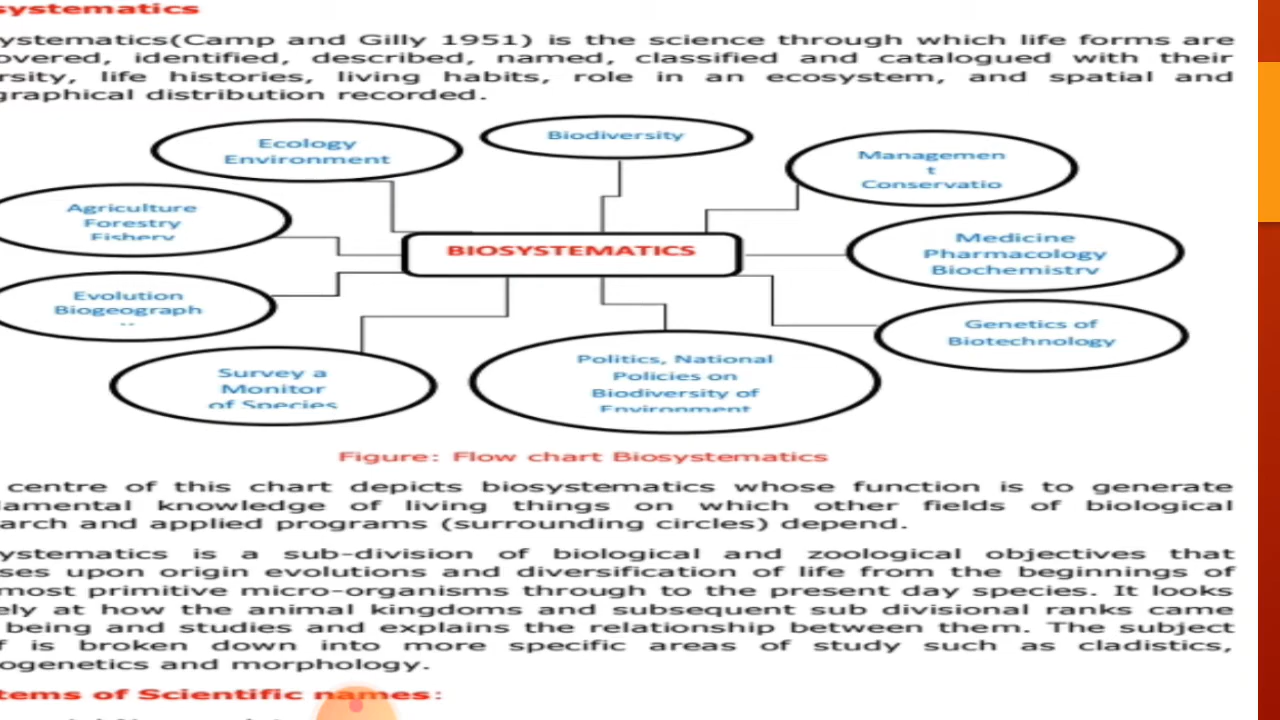 systematics
ystematics(Camp and Gilly 1951) is the science through which life forms are
overed, identified, described, named, classified and catalogued with their
ersity, life histories, living habits, role in an ecosystem, and spatial and
graphical distribution recorded.
Ecology
Environment
Biodiversity
Managemen
t
Conservatio
Agriculture
Forestry
Fishery
BIOSYSTEMATICS
Medicine
Pharmacology
Biochemistry
Evolution
Biogeograph
Genetics of
Biotechnology
Survey a
Monitor
of Species
Politics, National
Policies on
Biodiversity of
Environment
Figure: Flow chart Biosystematics
centre of this chart depicts biosystematics whose function is to generate
lamental knowledge of living things on which other fields of biological
arch and applied programs (surrounding circles) depend.
ystematics is a sub-division of biological and zoological objectives that
ses upon origin evolutions and diversification of life from the beginnings of
most primitive micro-organisms through to the present day species. It looks
ely at how the animal kingdoms and subsequent sub divisional ranks came
being and studies and explains the relationship between them. The subject
f is broken down into more specific areas of study such as cladistics,
ogenetics and morphology.
tems of Scientific names: